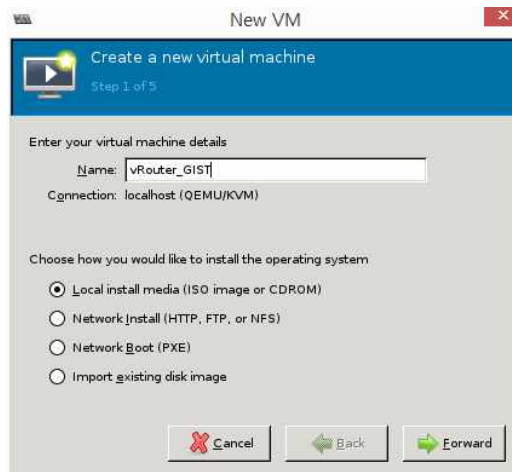 New VM
Create a new virtual machine
Step 1 of 5
Enter your virtual machine details
Name: vRouter_GIST
Connection: localhost (QEMU/KVM)
Choose how you would like to install the operating system
Local install media (ISO image or CDROM)
Network Install (HTTP, FTP, or NFS)
Network Boot (PXE)
Import existing disk image
Cancel Back Forward